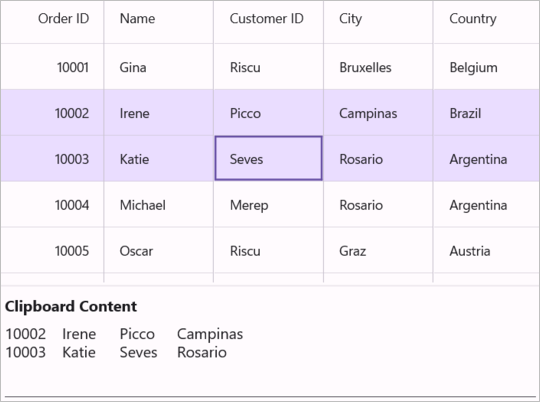 Order ID Name Customer ID City Country
10001 Gina Riscu Bruxelles Belgium
10002 Irene Picco Campinas Brazil
10003 Katie Seves Rosario Argentina
10004 Michael Merep Rosario Argentina
10005 Oscar Riscu Graz Austria
Clipboard Content
10002 Irene Picco Campinas
10003 Katie Seves Rosario